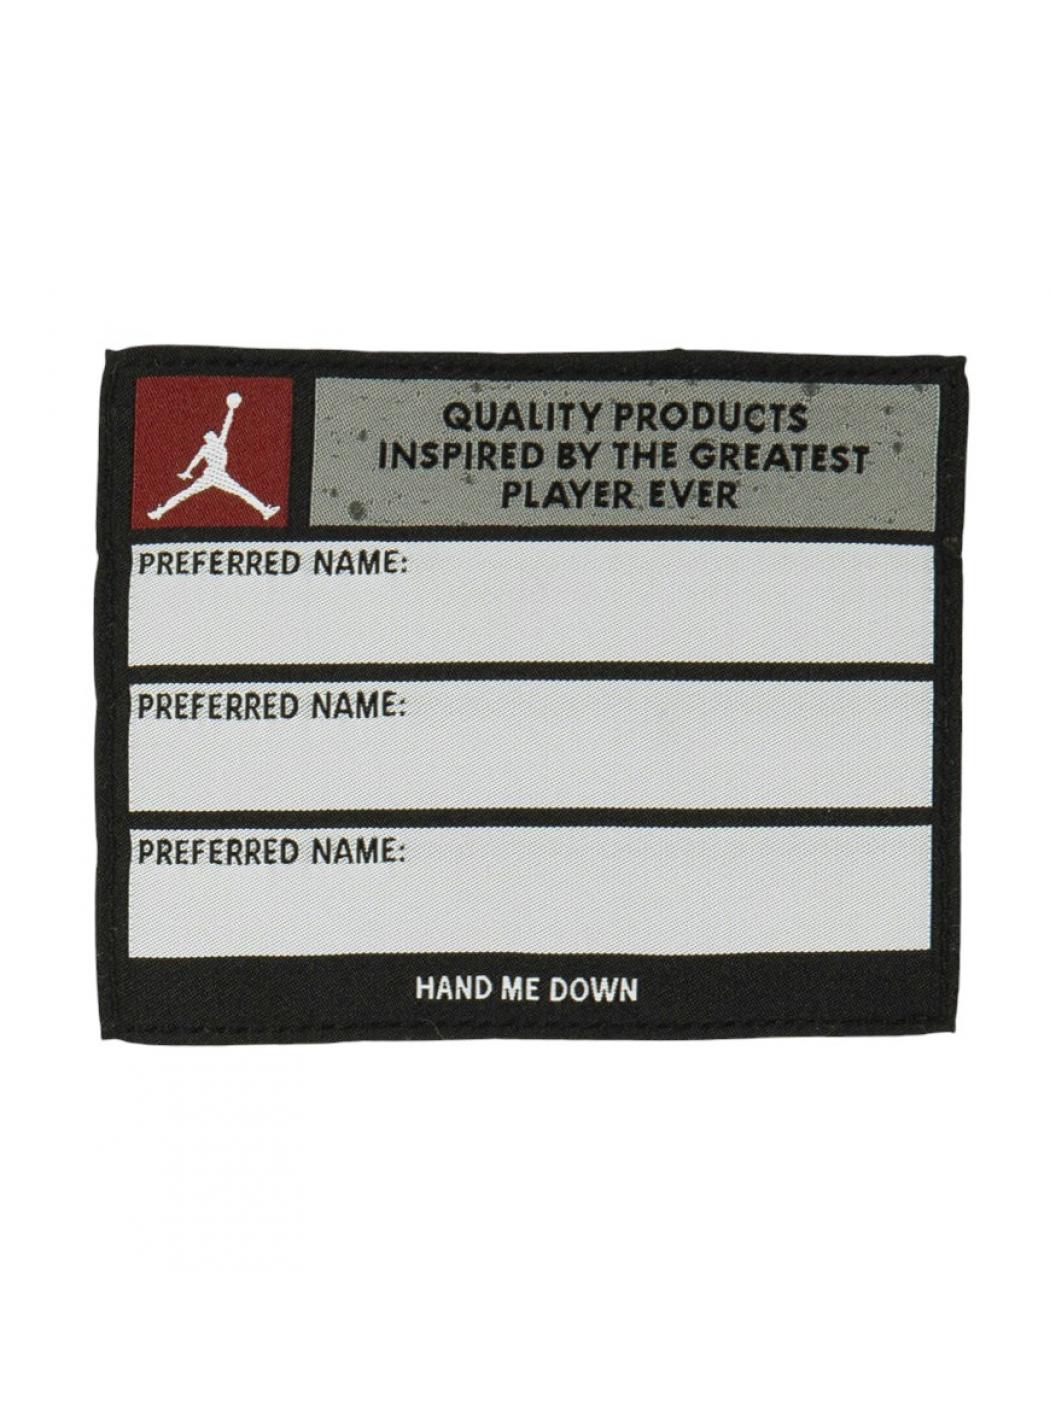 QUALITY PRODUCTS
INSPIRED BY THE GREATEST
PLAYER EVER
PREFERRED NAME:
PREFERRED NAME:
PREFERRED NAME:
HAND ME DOWN